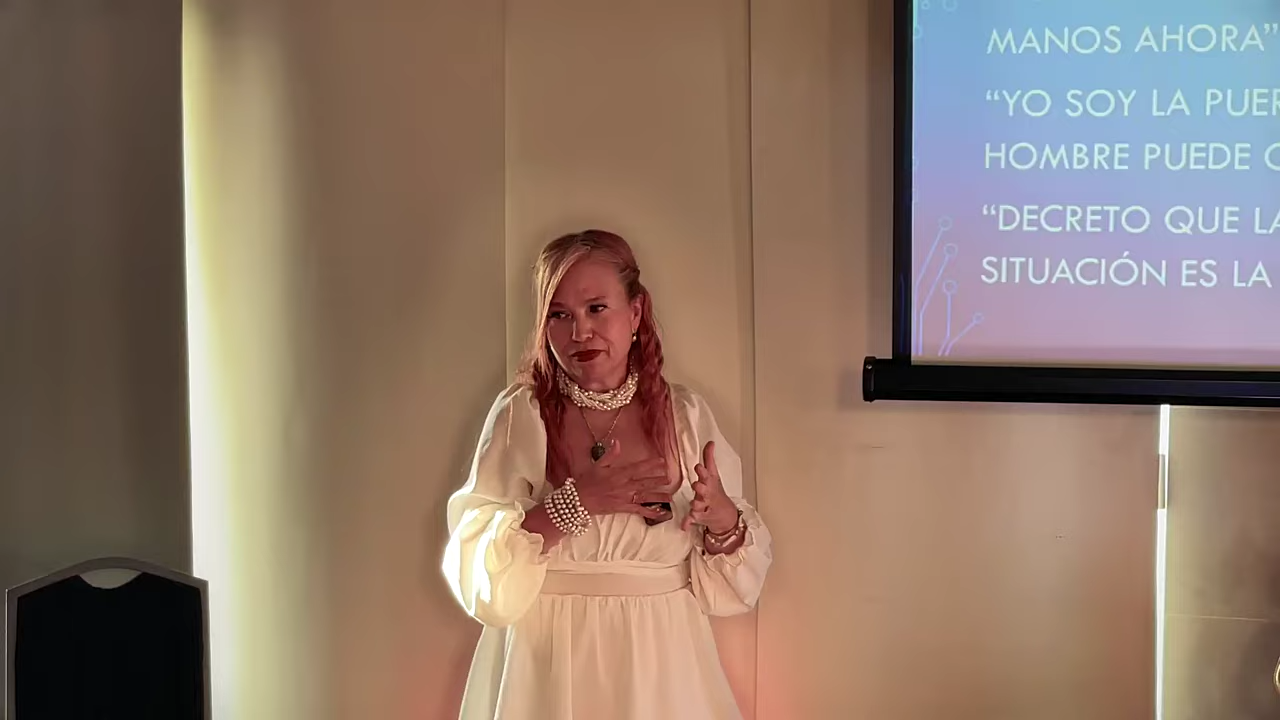 MANOS AHORA”
“YO SOY LA
HOMBRE PUEDE
“DECRETO QUE
SITUACIÓN ES LA